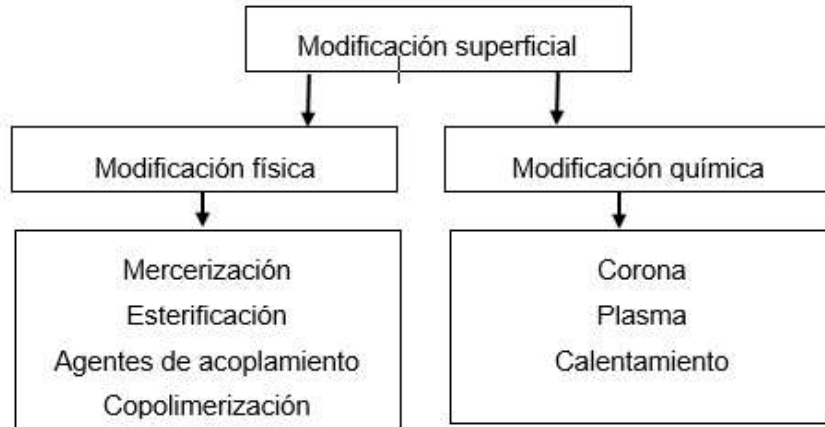 Modificación superficial
Modificación física
Modificación química
Mercerización
Esterificación
Agentes de acoplamiento
Copolimerización
Corona
Plasma
Calentamiento